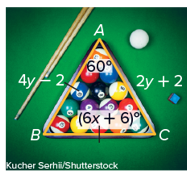 A
60°
4y − 2
2y + 2
(6x + 6)°
B
C
Kucher Serhii/Shutterstock